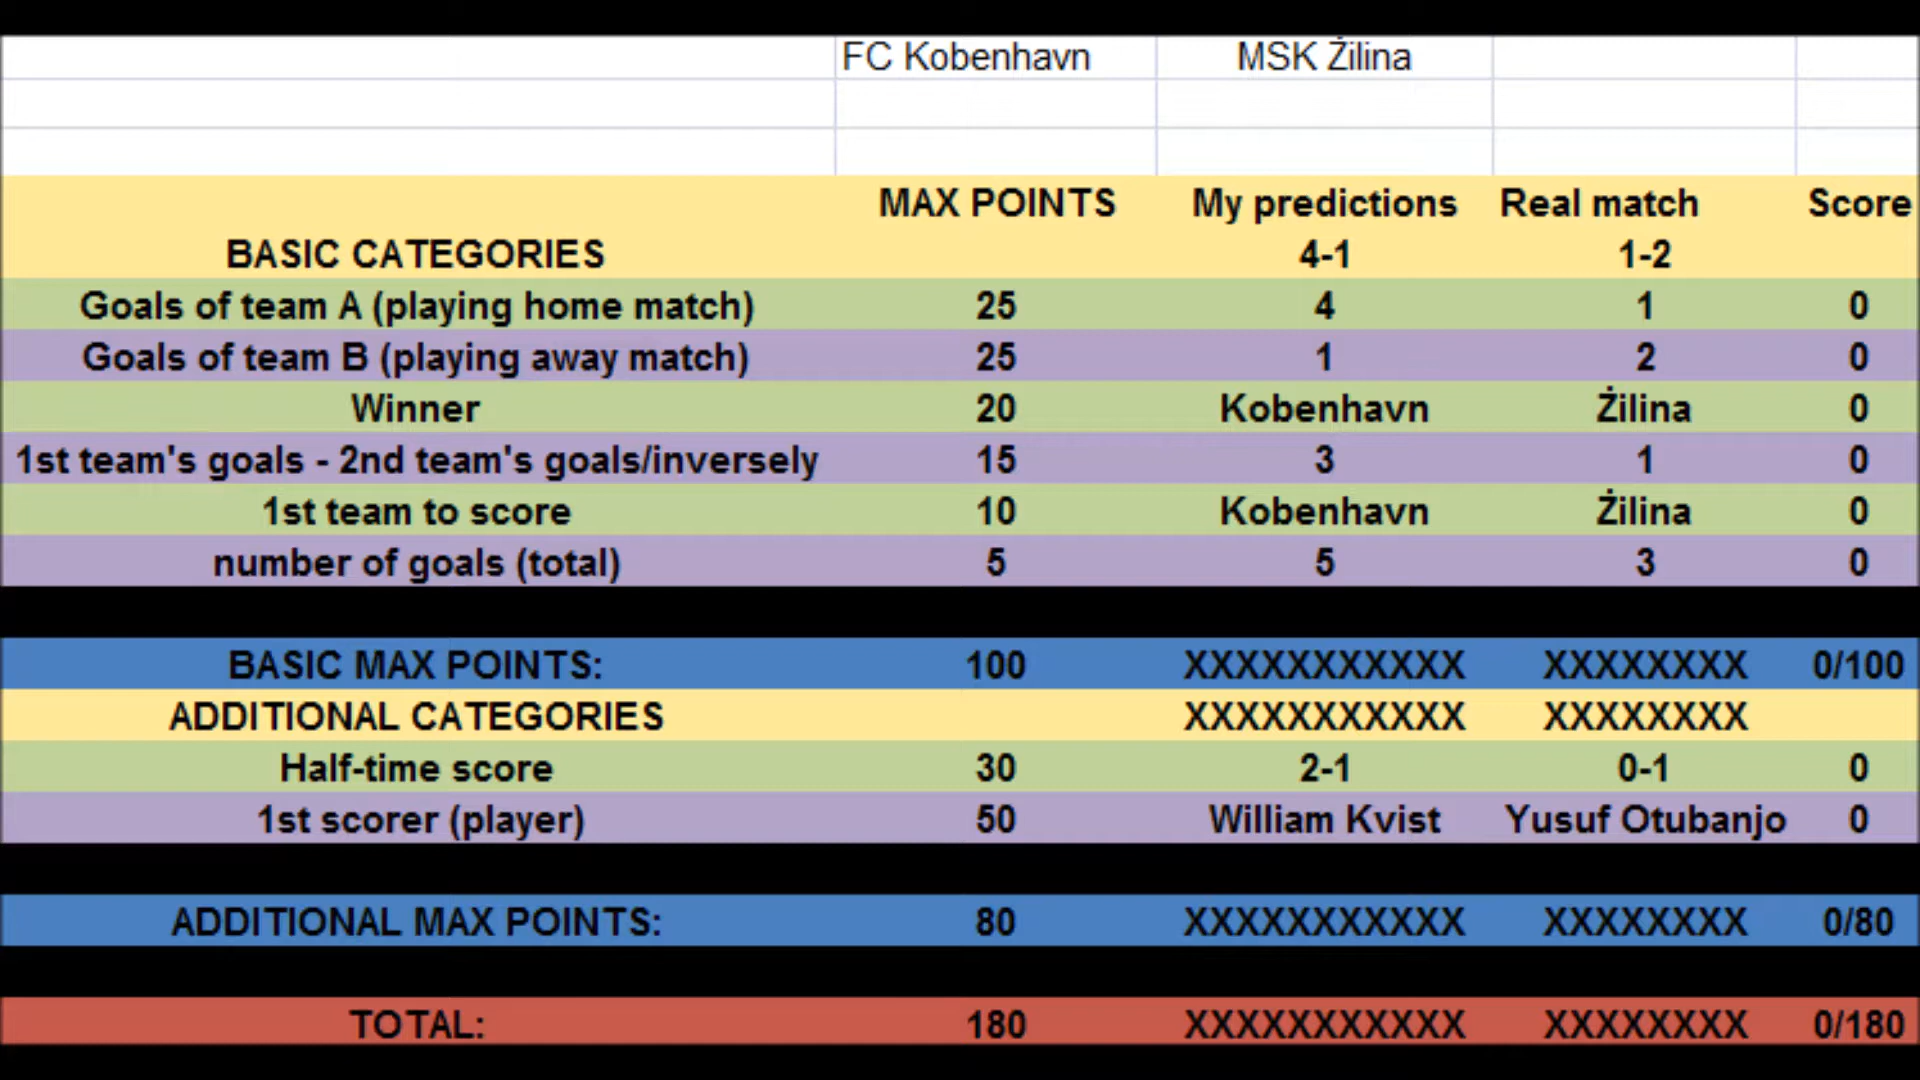 FC Kobenhavn MSK Žilina
MAX POINTS My predictions Real match Score
BASIC CATEGORIES 4-1 1-2
Goals of team A (playing home match) 25 4 1 0
Goals of team B (playing away match) 25 1 2 0
Winner 20 Kobenhavn Žilina 0
1st team's goals - 2nd team's goals/inversely 15 3 1 0
1st team to score 10 Kobenhavn Žilina 0
number of goals (total) 5 5 3 0
BASIC MAX POINTS: 100 XXXXXXXXXXX XXXXXXXX 0/100
ADDITIONAL CATEGORIES XXXXXXXXXXX XXXXXXXX
Half-time score 30 2-1 0-1 0
1st scorer (player) 50 William Kvist Yusuf Otubanjo 0
ADDITIONAL MAX POINTS: 80 XXXXXXXXXXX XXXXXXXX 0/80
TOTAL: 180 XXXXXXXXXXX XXXXXXXX 0/180